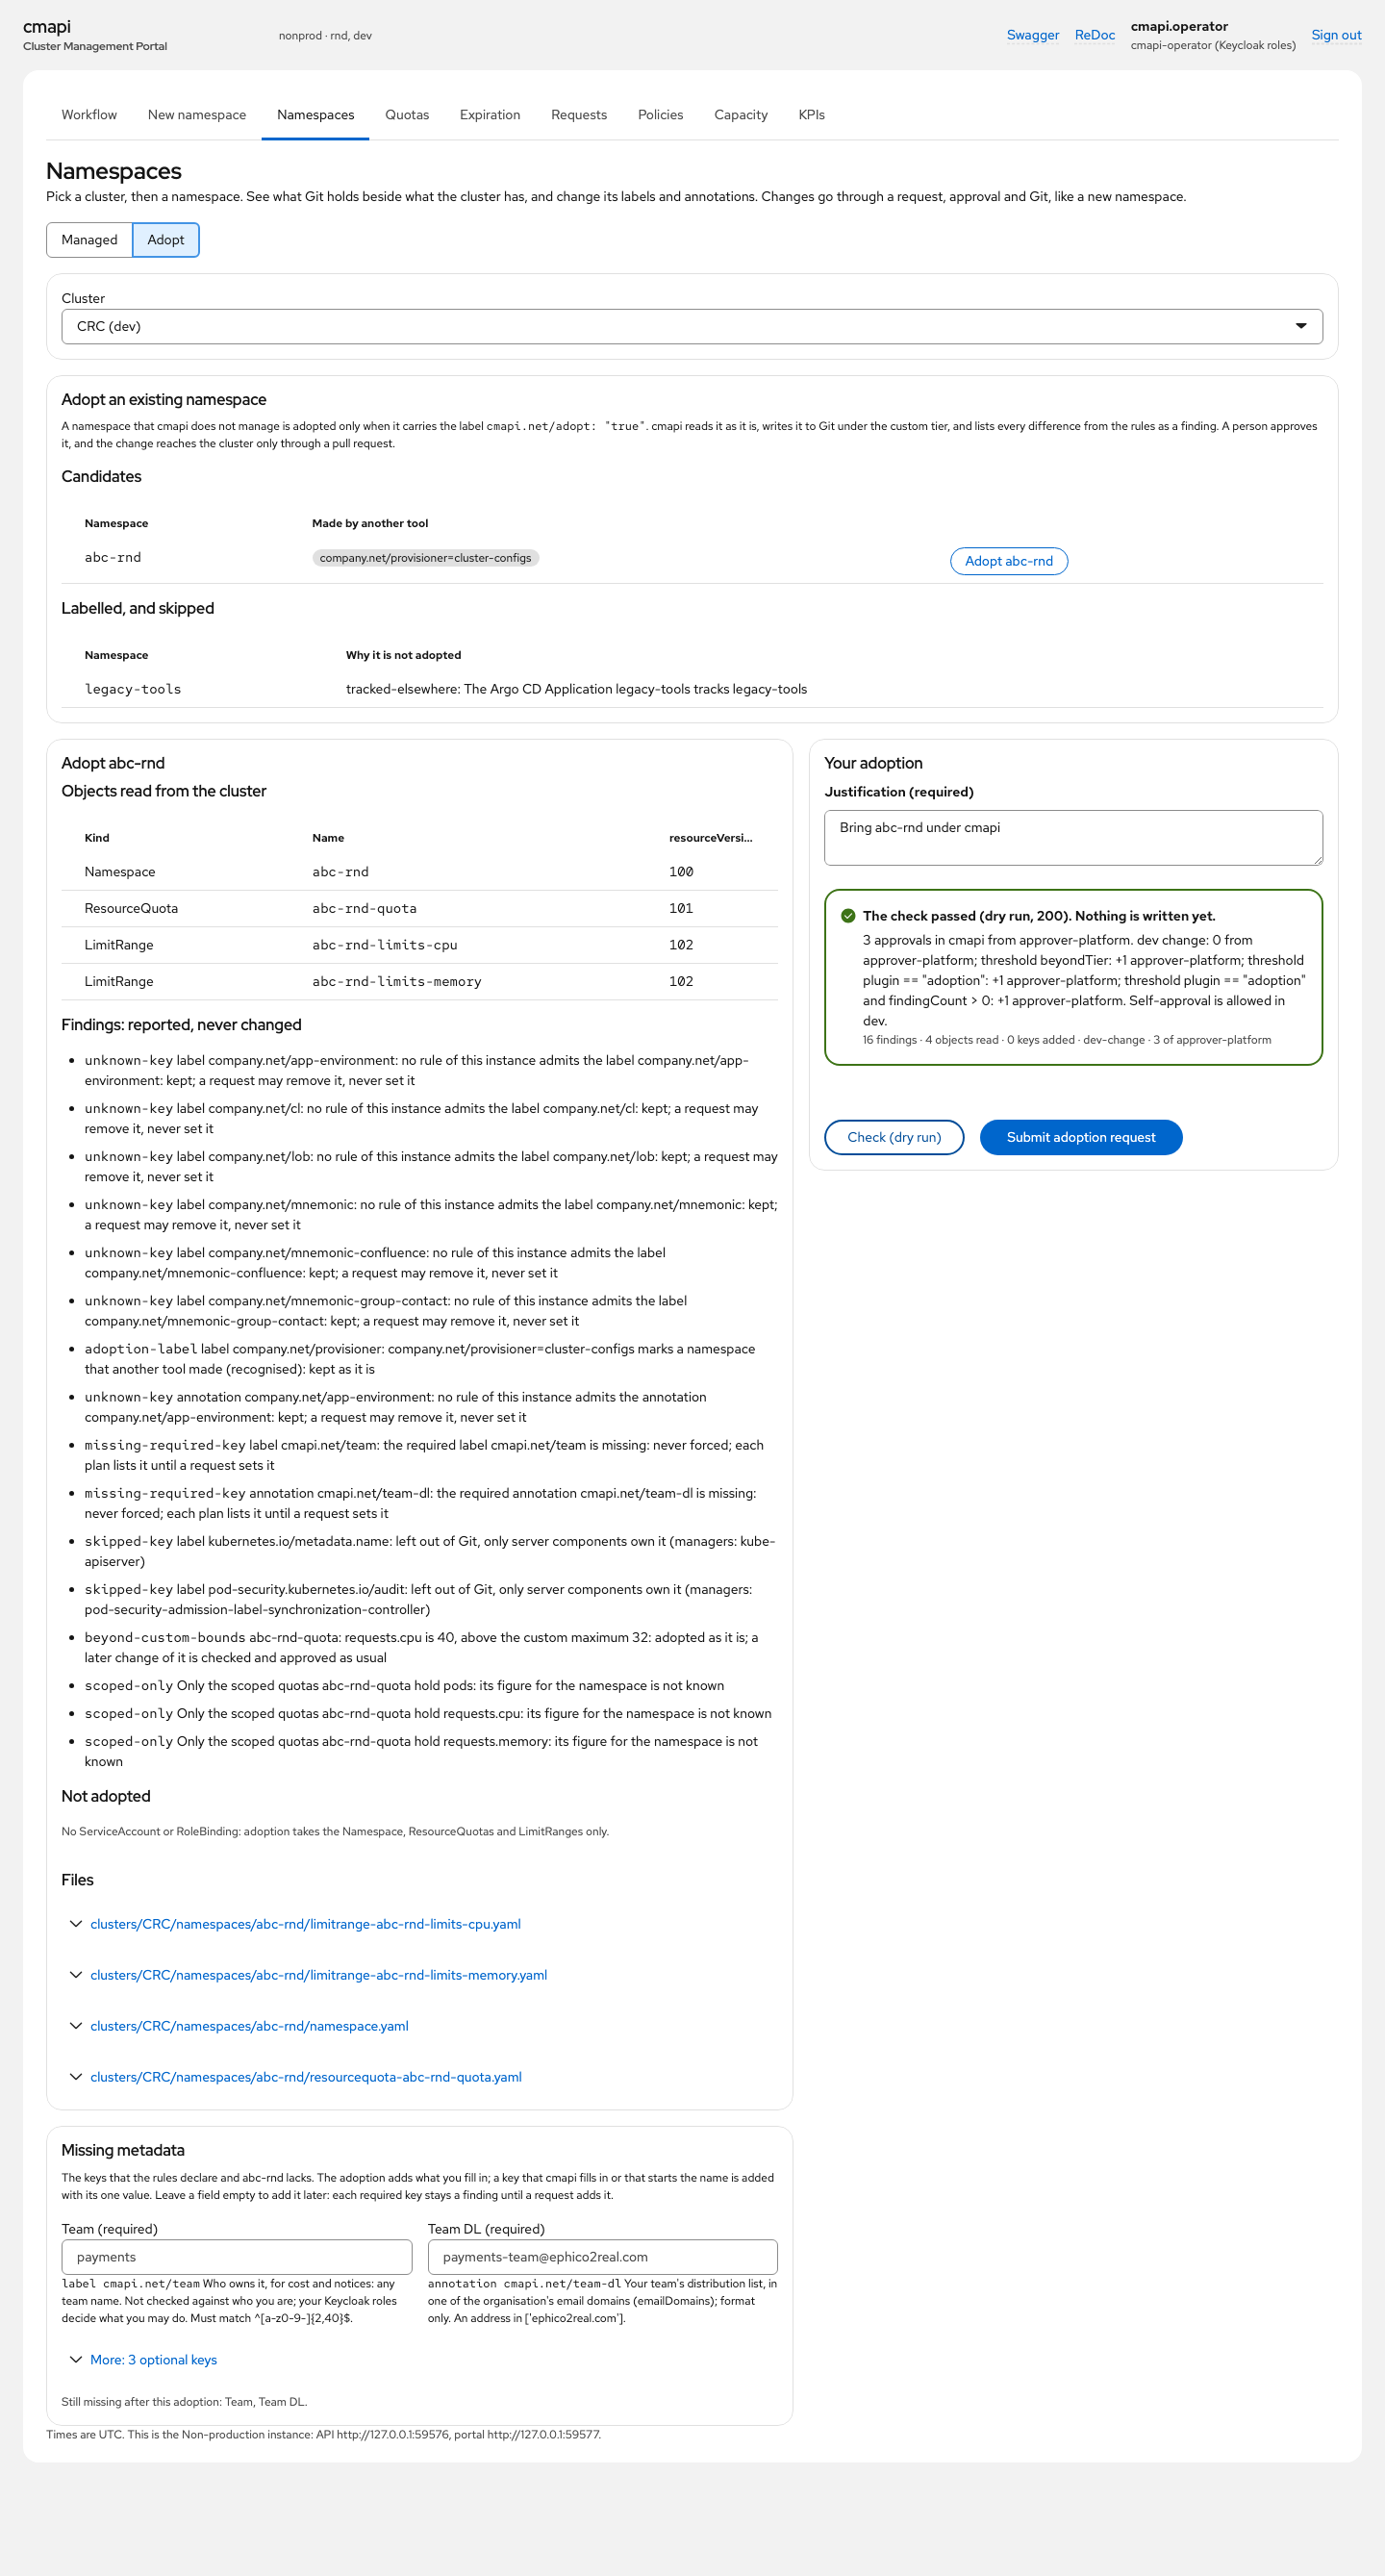 cmapi
Cluster Management Portal
nonprod · rnd, dev
Swagger
ReDoc
cmapi.operator
cmapi-operator (Keycloak roles)
Sign out
Workflow
New namespace
Namespaces
Quotas
Expiration
Requests
Policies
Capacity
KPIs
Namespaces
Pick a cluster, then a namespace. See what Git holds beside what the cluster has, and change its labels and annotations. Changes go through a request, approval and Git, like a new namespace.
Managed
Adopt
Cluster
CRC (dev)
Adopt an existing namespace
A namespace that cmapi does not manage is adopted only when it carries the label cmapi.net/adopt: "true". cmapi reads it as it is, writes it to Git under the custom tier, and lists every difference from the rules as a finding. A person approves
it, and the change reaches the cluster only through a pull request.
Candidates
Namespace
Made by another tool
abc-rnd
company.net/provisioner=cluster-configs
Adopt abc-rnd
Labelled, and skipped
Namespace
Why it is not adopted
legacy-tools
tracked-elsewhere: The Argo CD Application legacy-tools tracks legacy-tools
Adopt abc-rnd
Objects read from the cluster
Kind
Name
resourceVersi...
Namespace
abc-rnd
100
ResourceQuota
abc-rnd-quota
101
LimitRange
abc-rnd-limits-cpu
102
LimitRange
abc-rnd-limits-memory
102
Findings: reported, never changed
unknown-key label company.net/app-environment: no rule of this instance admits the label company.net/app-
environment: kept; a request may remove it, never set it
unknown-key label company.net/cl: no rule of this instance admits the label company.net/cl: kept; a request may
remove it, never set it
unknown-key label company.net/lob: no rule of this instance admits the label company.net/lob: kept; a request may
remove it, never set it
unknown-key label company.net/mnemonic: no rule of this instance admits the label company.net/mnemonic: kept;
a request may remove it, never set it
unknown-key label company.net/mnemonic-confluence: no rule of this instance admits the label
company.net/mnemonic-confluence: kept; a request may remove it, never set it
unknown-key label company.net/mnemonic-group-contact: no rule of this instance admits the label
company.net/mnemonic-group-contact: kept; a request may remove it, never set it
adoption-label label company.net/provisioner: company.net/provisioner=cluster-configs marks a namespace
that another tool made (recognised): kept as it is
unknown-key annotation company.net/app-environment: no rule of this instance admits the annotation
company.net/app-environment: kept; a request may remove it, never set it
missing-required-key label cmapi.net/team: the required label cmapi.net/team is missing: never forced; each
plan lists it until a request sets it
missing-required-key annotation cmapi.net/team-dl: the required annotation cmapi.net/team-dl is missing:
never forced; each plan lists it until a request sets it
skipped-key label kubernetes.io/metadata.name: left out of Git, only server components own it (managers: kube-
apiserver)
skipped-key label pod-security.kubernetes.io/audit: left out of Git, only server components own it (managers:
pod-security-admission-label-synchronization-controller)
beyond-custom-bounds abc-rnd-quota: requests.cpu is 40, above the custom maximum 32: adopted as it is; a
later change of it is checked and approved as usual
scoped-only Only the scoped quotas abc-rnd-quota hold pods: its figure for the namespace is not known
scoped-only Only the scoped quotas abc-rnd-quota hold requests.cpu: its figure for the namespace is not known
scoped-only Only the scoped quotas abc-rnd-quota hold requests.memory: its figure for the namespace is not
known
Not adopted
No ServiceAccount or RoleBinding: adoption takes the Namespace, ResourceQuotas and LimitRanges only.
Files
clusters/CRC/namespaces/abc-rnd/limitrange-abc-rnd-limits-cpu.yaml
clusters/CRC/namespaces/abc-rnd/limitrange-abc-rnd-limits-memory.yaml
clusters/CRC/namespaces/abc-rnd/namespace.yaml
clusters/CRC/namespaces/abc-rnd/resourcequota-abc-rnd-quota.yaml
Your adoption
Justification (required)
Bring abc-rnd under cmapi
The check passed (dry run, 200). Nothing is written yet.
3 approvals in cmapi from approver-platform. dev change: 0 from
approver-platform; threshold beyondTier: +1 approver-platform; threshold
plugin == "adoption": +1 approver-platform; threshold plugin == "adoption"
and findingCount > 0: +1 approver-platform. Self-approval is allowed in
dev.
16 findings · 4 objects read · 0 keys added · dev-change · 3 of approver-platform
Check (dry run)
Submit adoption request
Missing metadata
The keys that the rules declare and abc-rnd lacks. The adoption adds what you fill in; a key that cmapi fills in or that starts the name is added
with its one value. Leave a field empty to add it later: each required key stays a finding until a request adds it.
Team (required)
payments
label cmapi.net/team Who owns it, for cost and notices: any
team name. Not checked against who you are; your Keycloak roles
decide what you may do. Must match ^[a-z0-9-]{2,40}$.
Team DL (required)
payments-team@ephico2real.com
annotation cmapi.net/team-dl Your team's distribution list, in
one of the organisation's email domains (emailDomains); format
only. An address in ['ephico2real.com'].
More: 3 optional keys
Still missing after this adoption: Team, Team DL.
Times are UTC. This is the Non-production instance: API http://127.0.0.1:59576, portal http://127.0.0.1:59577.